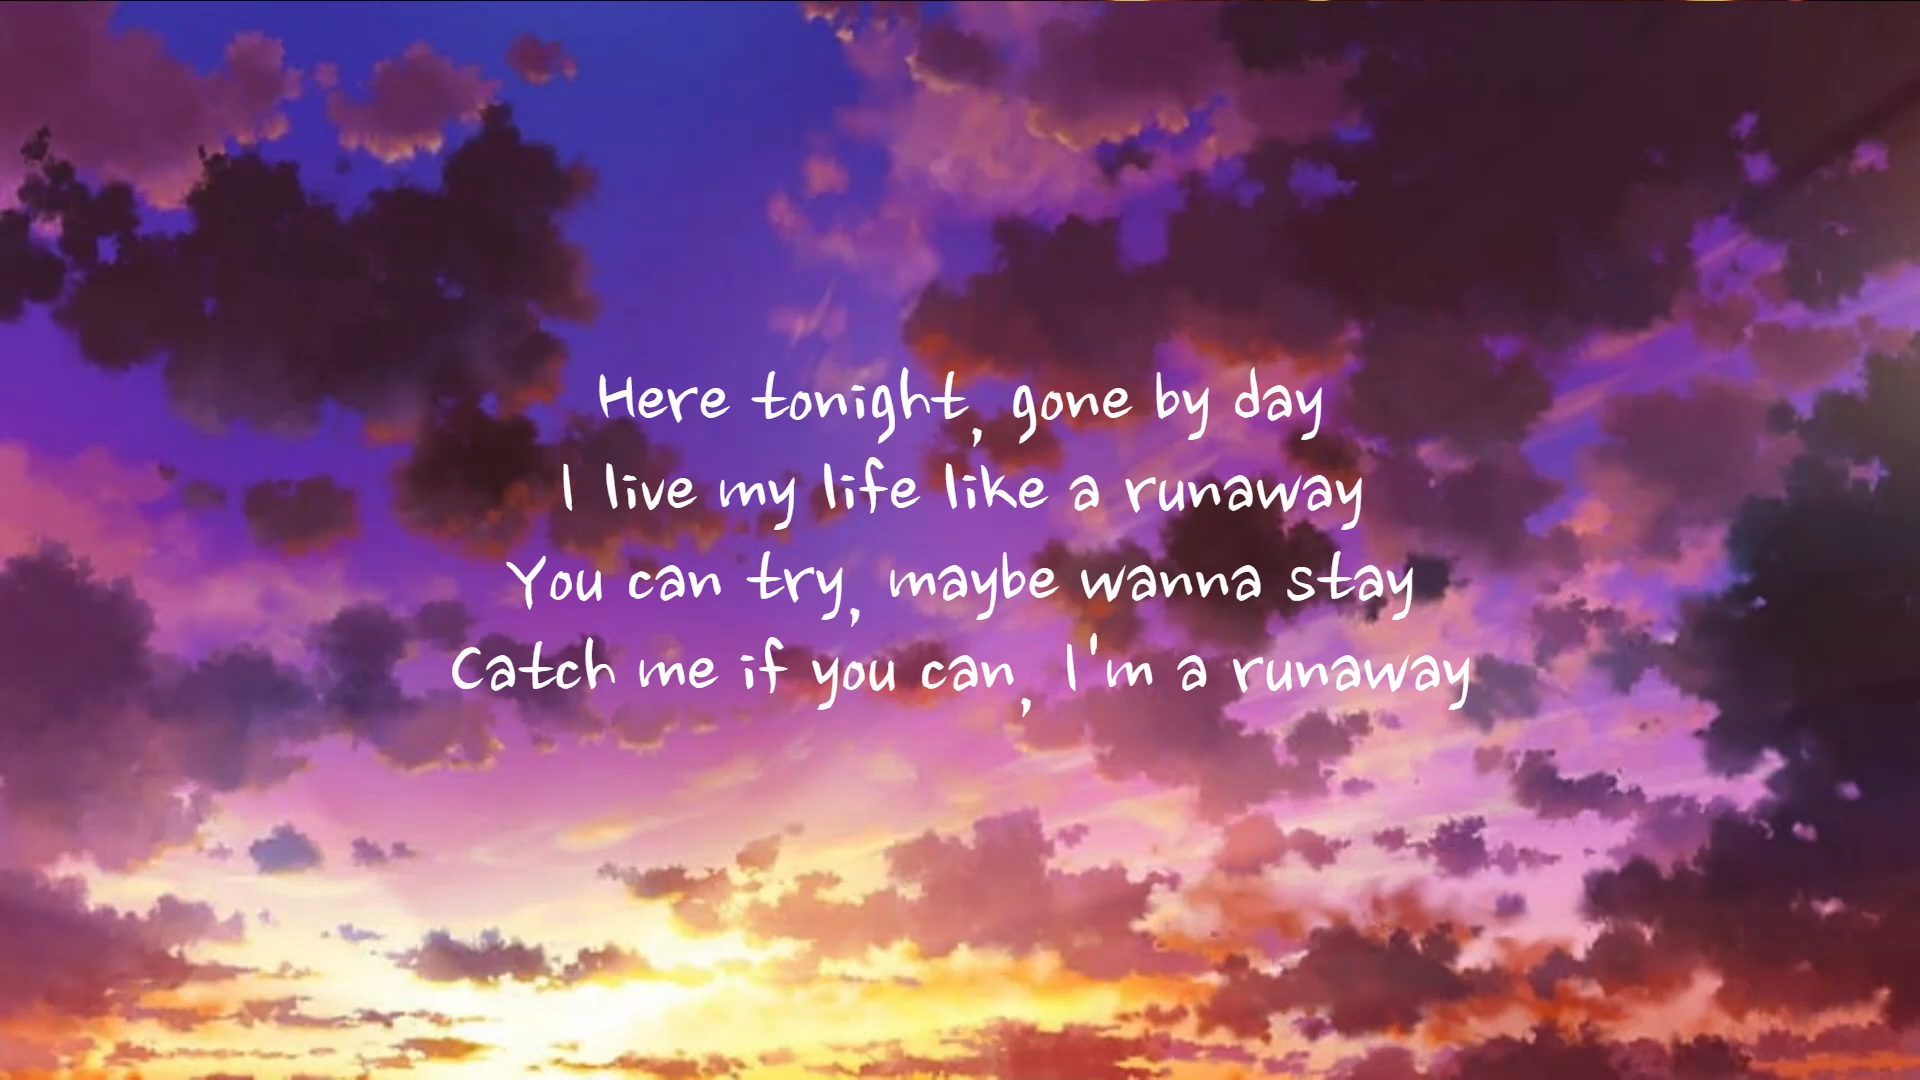 Here tonight, gone by day
I live my life like a runaway
You can try, maybe wanna stay
Catch me if you can, I'm a runaway